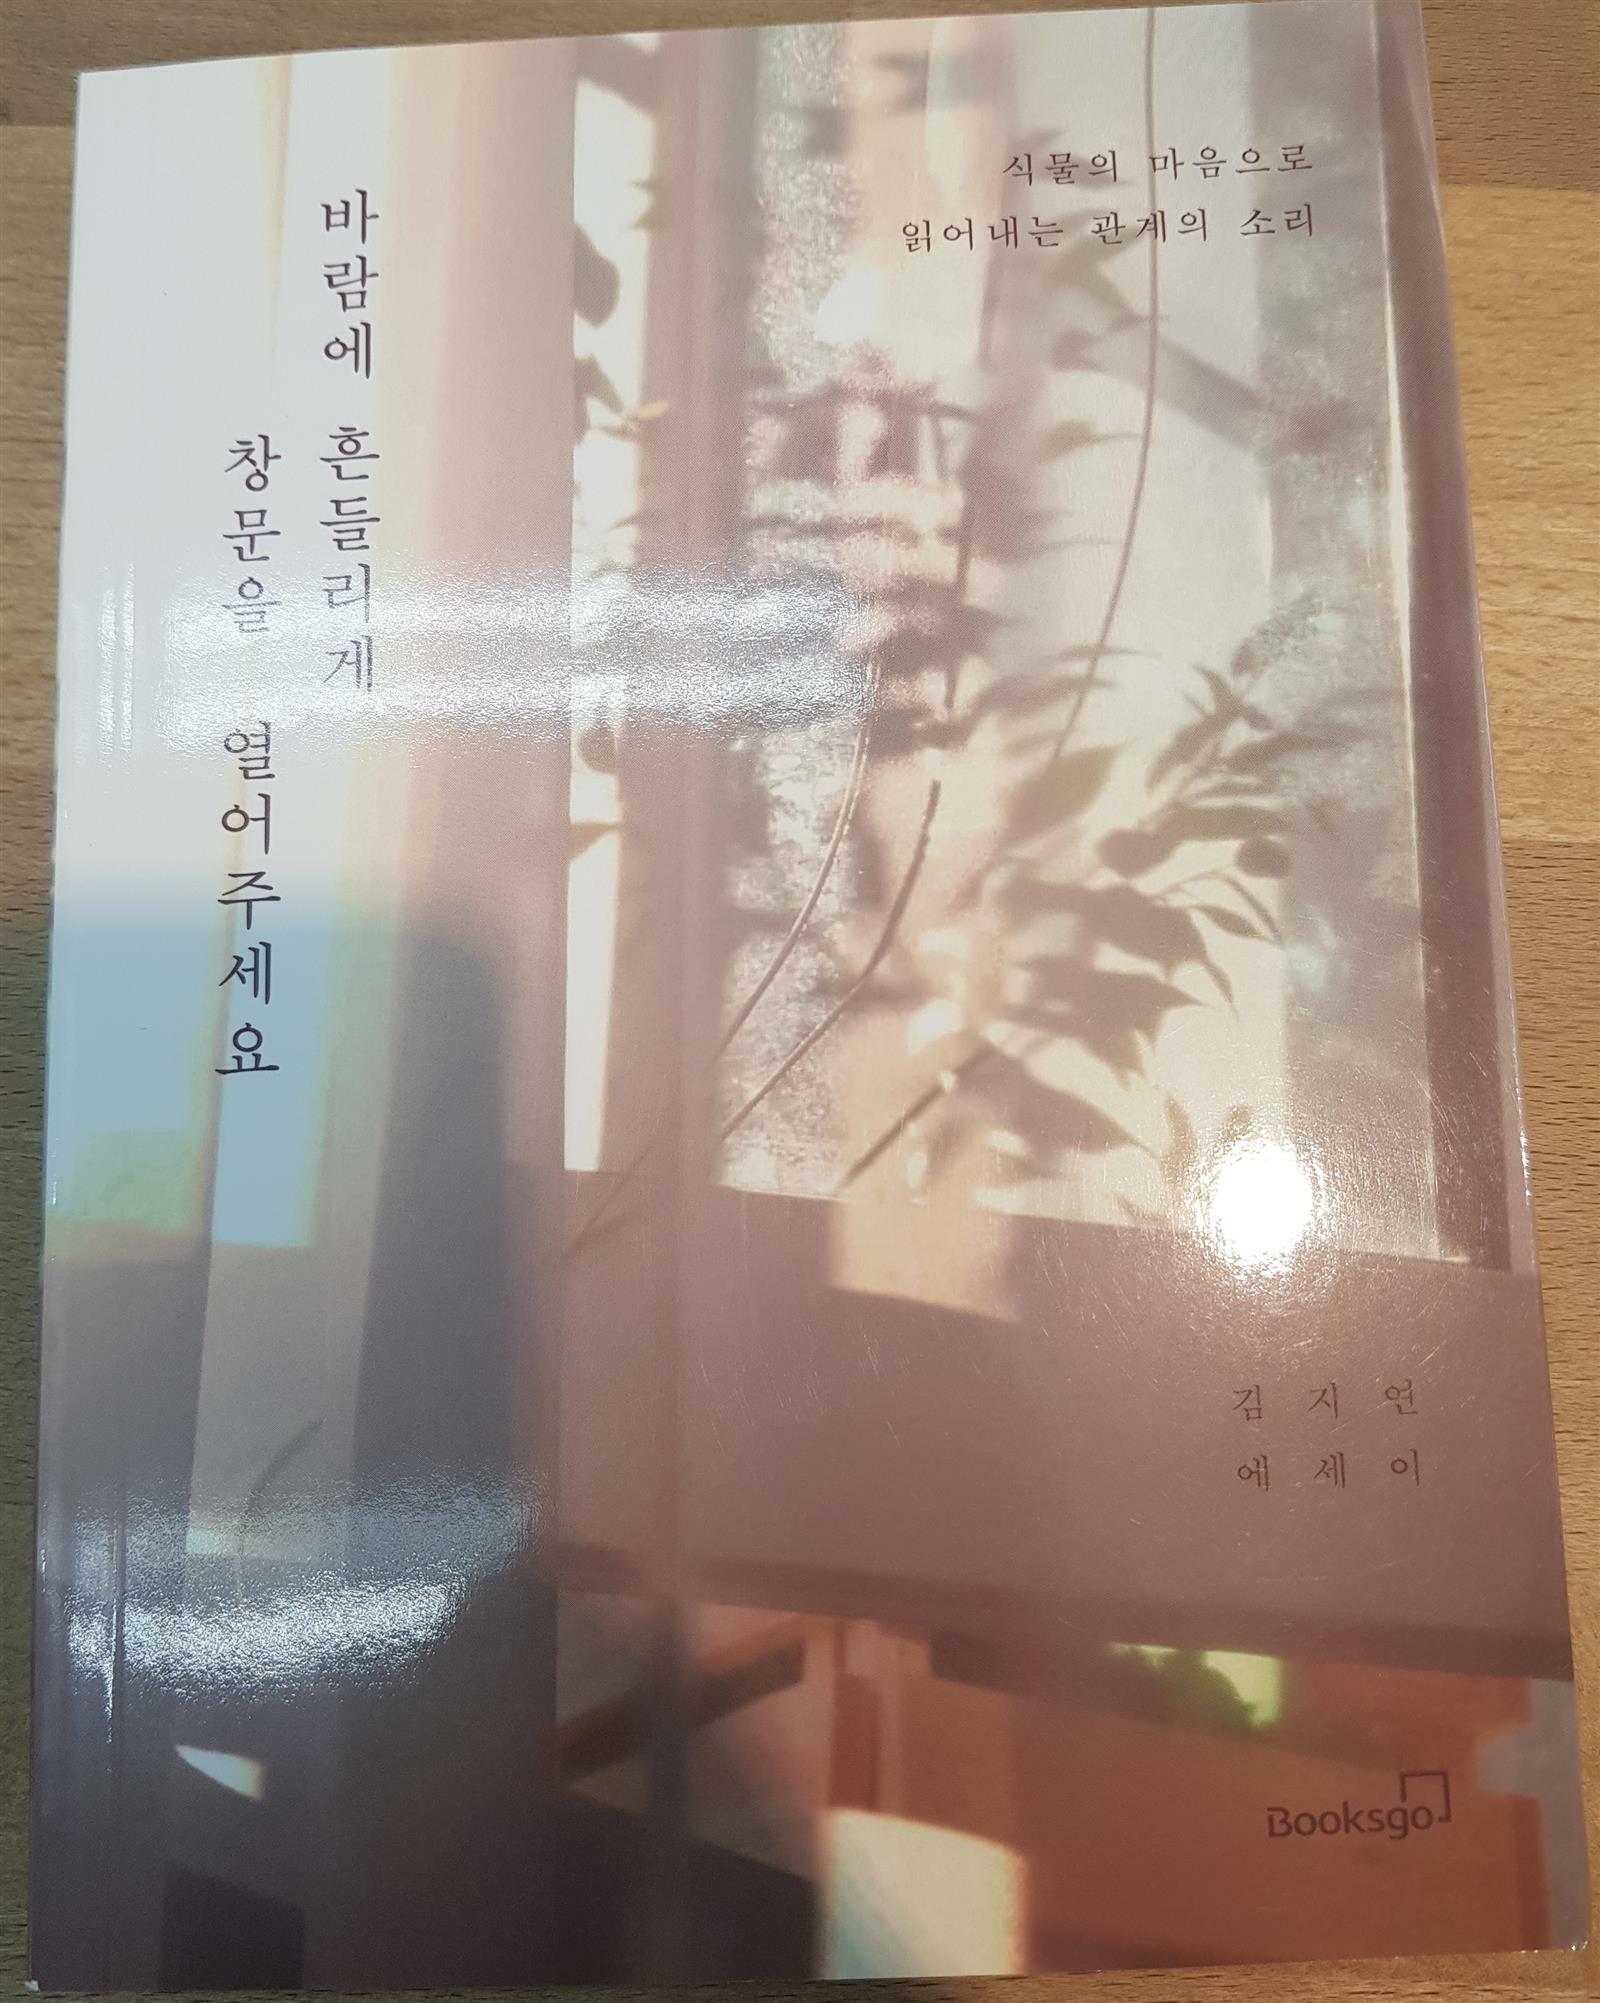 바람에 흔들리게
창문을 열어주세요
식물의 마음으로
읽어내는 관계의 소리
김지연
에세이
Booksgo